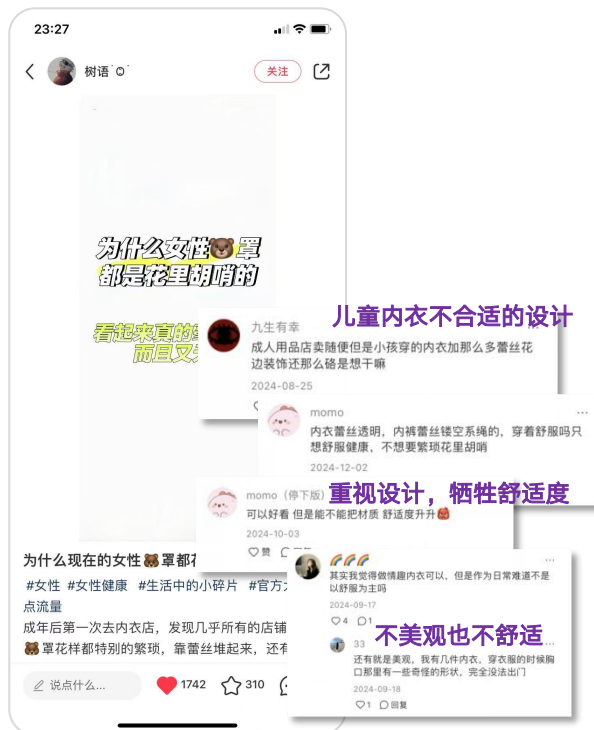 23:27
树语
关注
为什么女性🐻罩
都是花里胡哨的
看起来真的
而且又
儿童内衣不合适的设计
九生有幸
成人用品店卖随便但是小孩穿的内衣加那么多蕾丝花
边装饰还那么硌是想干嘛
2024-08-25
momo
内衣蕾丝透明，内裤蕾丝镂空系绳的，穿着舒服吗只
想舒服健康，不想要繁琐花里胡哨
2024-12-02
重视设计，牺牲舒适度
momo（停下版）
可以好看 但是能不能把材质 舒适度升升👹
2024-10-03
赞
🌈🌈🌈
其实我觉得做情趣内衣可以，但是作为日常难道不是
以舒服为主吗
2024-09-17
4 1
不美观也不舒适
33
还有就是美观，我有几件内衣，穿衣服的时候胸
口那里有一些奇怪的形状，完全没法出门
2024-09-18
1 回复
为什么现在的女性🐻罩都
#女性 #女性健康 #生活中的小碎片 #官方
点流量
成年后第一次去内衣店，发现几乎所有的店铺
🐻罩花样都特别的繁琐，靠蕾丝堆起来，还有
说点什么... 1742 310